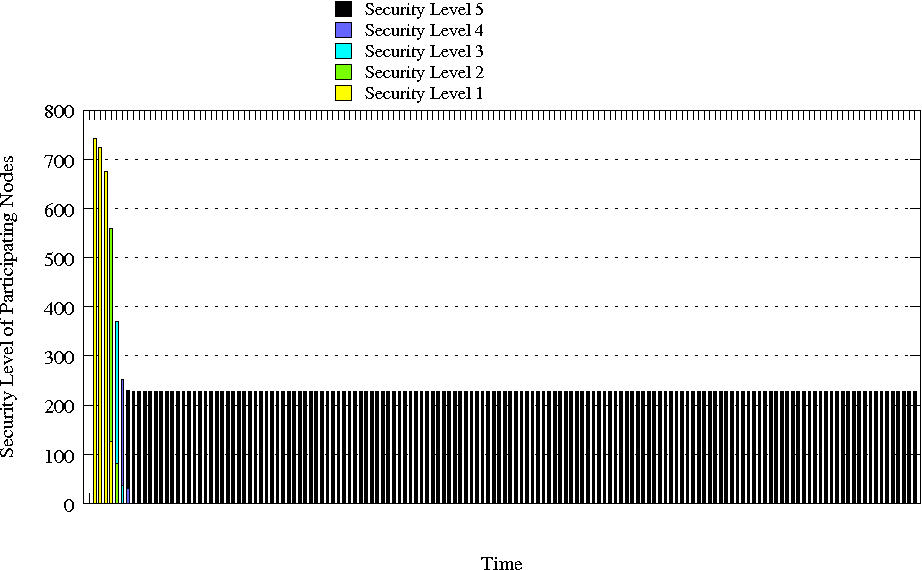 Security Level 5
Security Level 4
Security Level 3
Security Level 2
Security Level 1
Security Level of Participating Nodes
800
700
600
500
400
300
200
100
0
Time